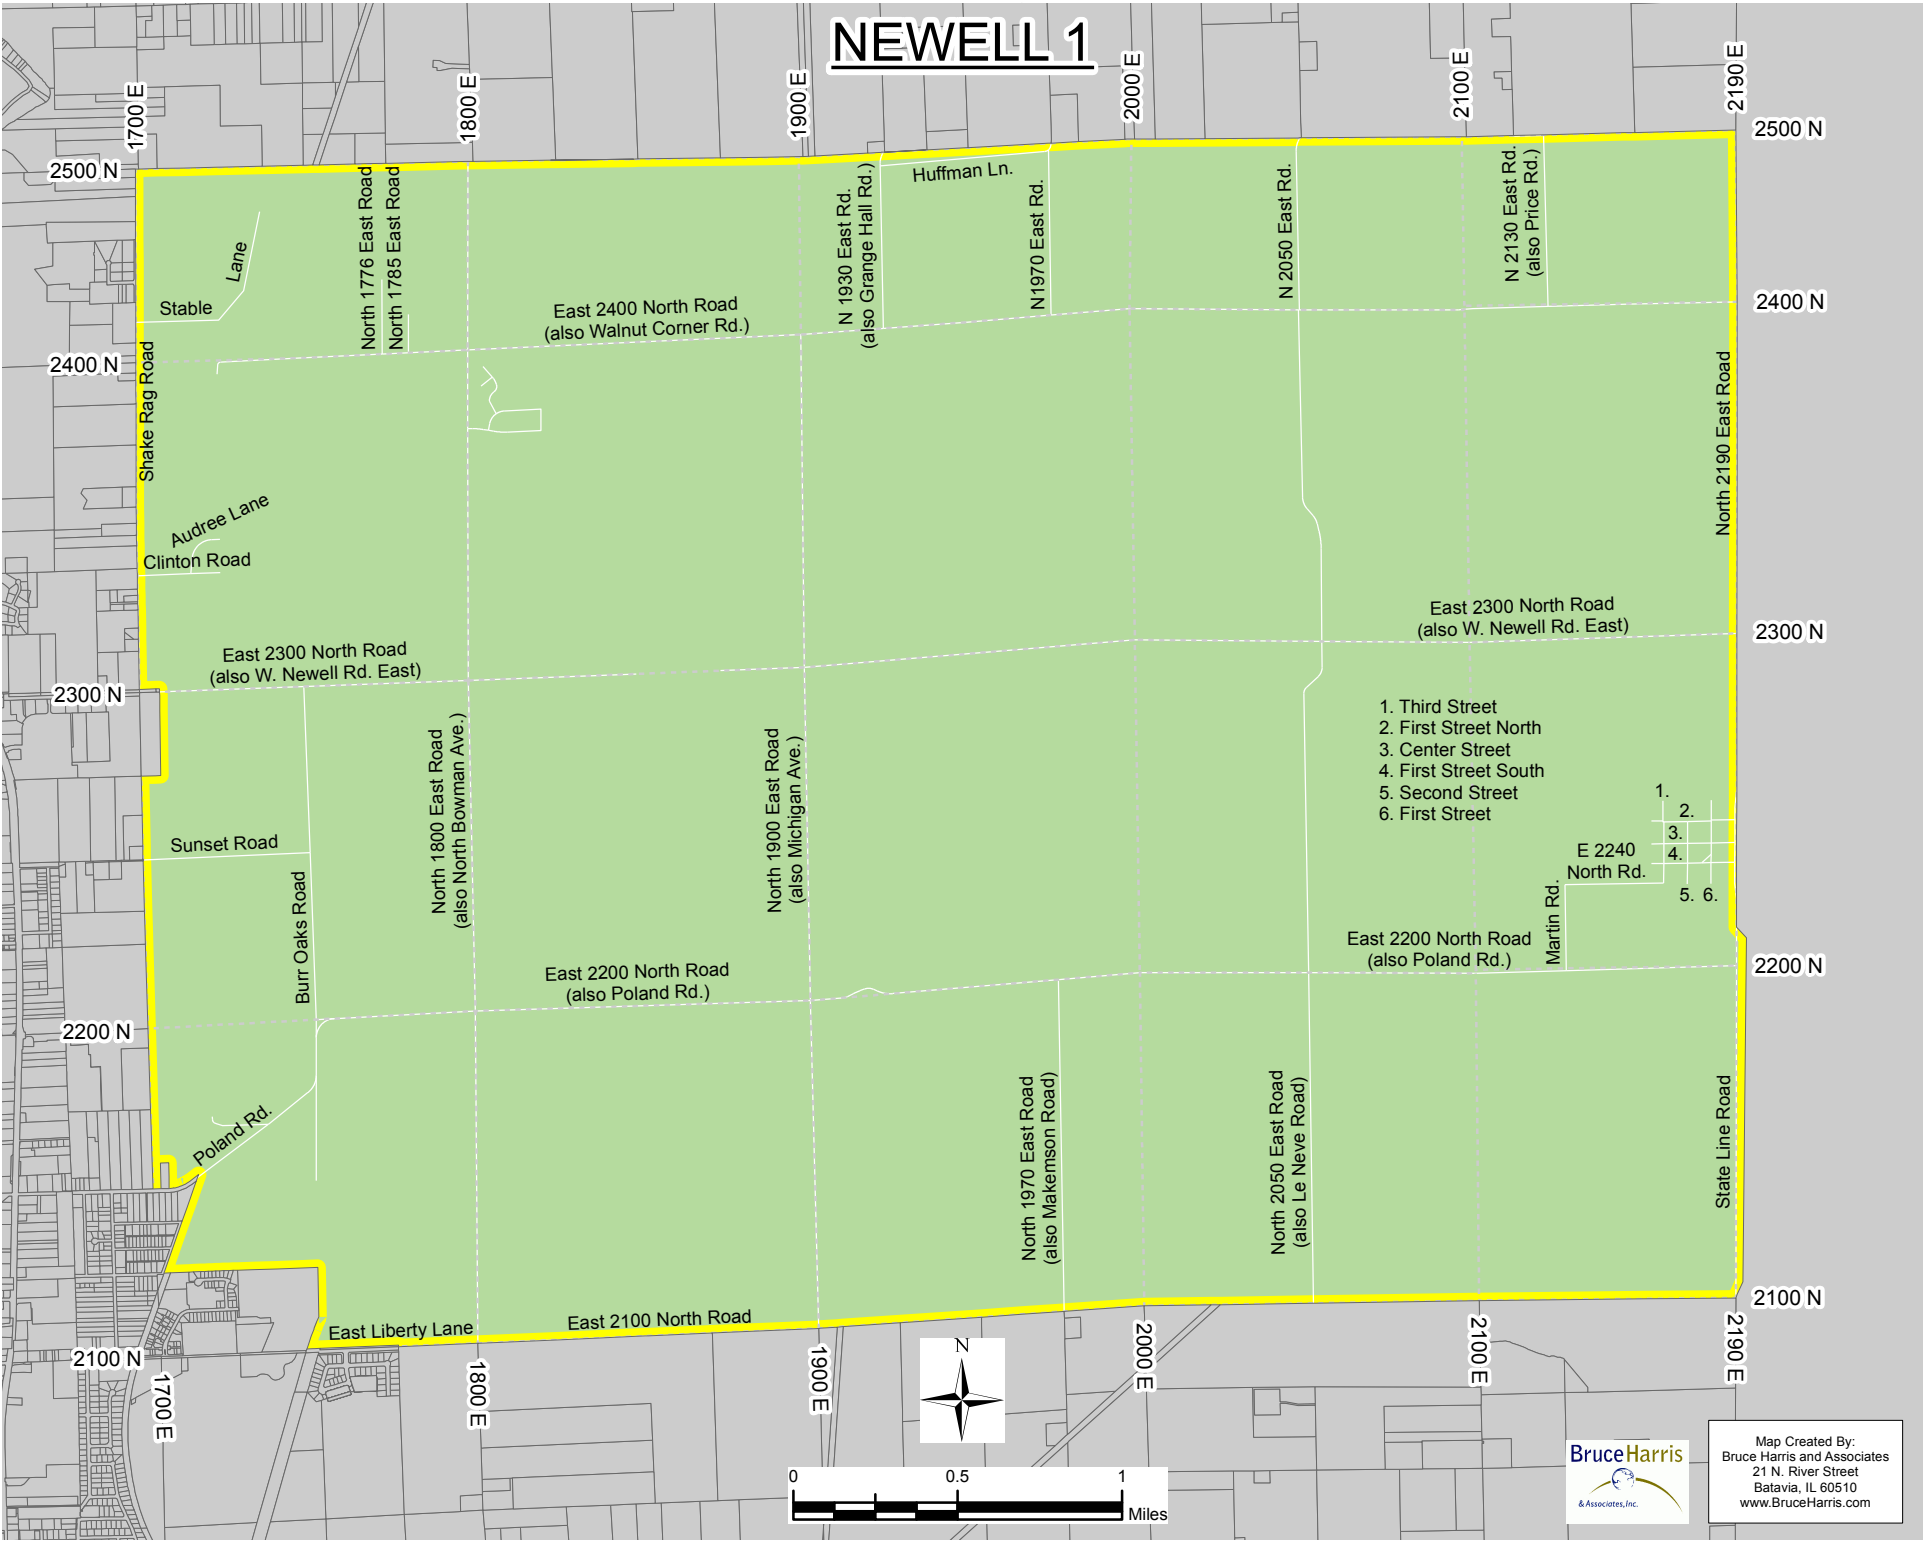 NEWELL 1
1700 E
1800 E
1900 E
2000 E
2100 E
2190 E
2500 N
2500 N
Huffman Ln.
North 1776 East Road
North 1785 East Road
N 1930 East Rd.
(also Grange Hall Rd.)
N1970 East Rd.
N 2050 East Rd.
N 2130 East Rd.
(also Price Rd.)
Stable
Lane
East 2400 North Road
(also Walnut Corner Rd.)
2400 N
2400 N
Shake Rag Road
North 2190 East Road
Audree Lane
Clinton Road
East 2300 North Road
(also W. Newell Rd. East)
East 2300 North Road
(also W. Newell Rd. East)
2300 N
2300 N
1. Third Street
2. First Street North
3. Center Street
4. First Street South
5. Second Street
6. First Street
North 1800 East Road
(also North Bowman Ave.)
North 1900 East Road
(also Michigan Ave.)
1.
2.
3.
4.
5. 6.
Sunset Road
E 2240
North Rd.
Burr Oaks Road
Martin Rd.
East 2200 North Road
(also Poland Rd.)
East 2200 North Road
(also Poland Rd.)
2200 N
2200 N
Poland Rd.
North 1970 East Road
(also Makemson Road)
North 2050 East Road
(also Le Neve Road)
State Line Road
East Liberty Lane
East 2100 North Road
2100 N
2100 N
1700 E
1800 E
1900 E
2000 E
2100 E
2190 E
N
0 0.5 1
Miles
BruceHarris
& Associates, Inc.
Map Created By:
Bruce Harris and Associates
21 N. River Street
Batavia, IL 60510
www.BruceHarris.com